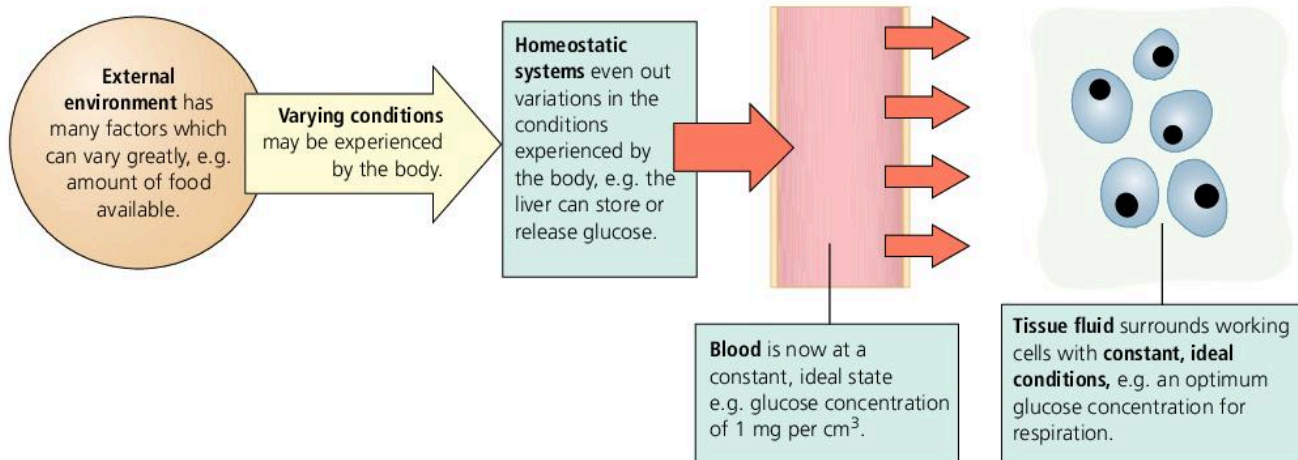 External
environment has
many factors which
can vary greatly, e.g.
amount of food
available.
Varying conditions
may be experienced
by the body.
Homeostatic
systems even out
variations in the
conditions
experienced by
the body, e.g. the
liver can store or
release glucose.
Blood is now at a
constant, ideal state
e.g. glucose concentration
of 1 mg per cm³.
Tissue fluid surrounds working
cells with constant, ideal
conditions, e.g. an optimum
glucose concentration for
respiration.